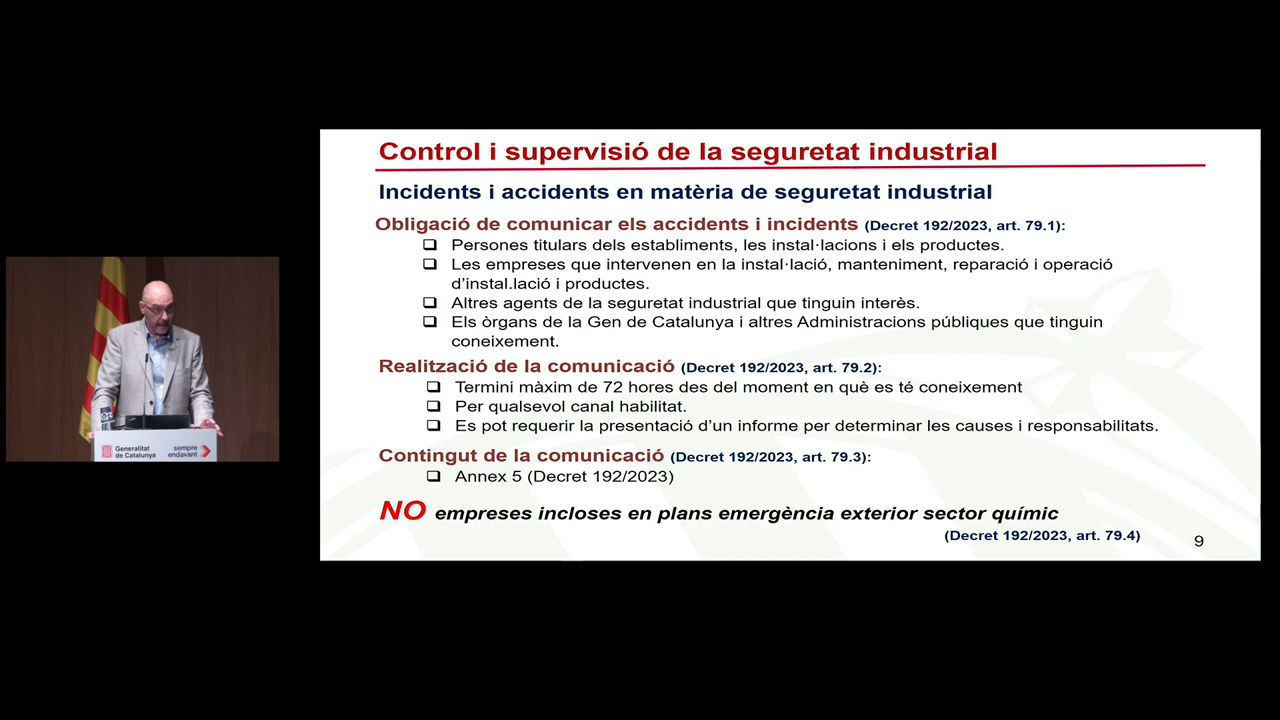 Control i supervisió de la seguretat industrial
Incidents i accidents en matèria de seguretat industrial
Obligació de comunicar els accidents i incidents (Decret 192/2023, art. 79.1):
❑ Persones titulars dels establiments, les instal·lacions i els productes.
❑ Les empreses que intervenen en la instal·lació, manteniment, reparació i operació
d'instal.lació i productes.
❑ Altres agents de la seguretat industrial que tinguin interès.
❑ Els òrgans de la Gen de Catalunya i altres Administracions públiques que tinguin
coneixement.
Realització de la comunicació (Decret 192/2023, art. 79.2):
❑ Termini màxim de 72 hores des del moment en què es té coneixement
❑ Per qualsevol canal habilitat.
❑ Es pot requerir la presentació d'un informe per determinar les causes i responsabilitats.
Contingut de la comunicació (Decret 192/2023, art. 79.3):
❑ Annex 5 (Decret 192/2023)
NO empreses incloses en plans emergència exterior sector químic
(Decret 192/2023, art. 79.4)
9
Generalitat
de Catalunya
sempre
endavant